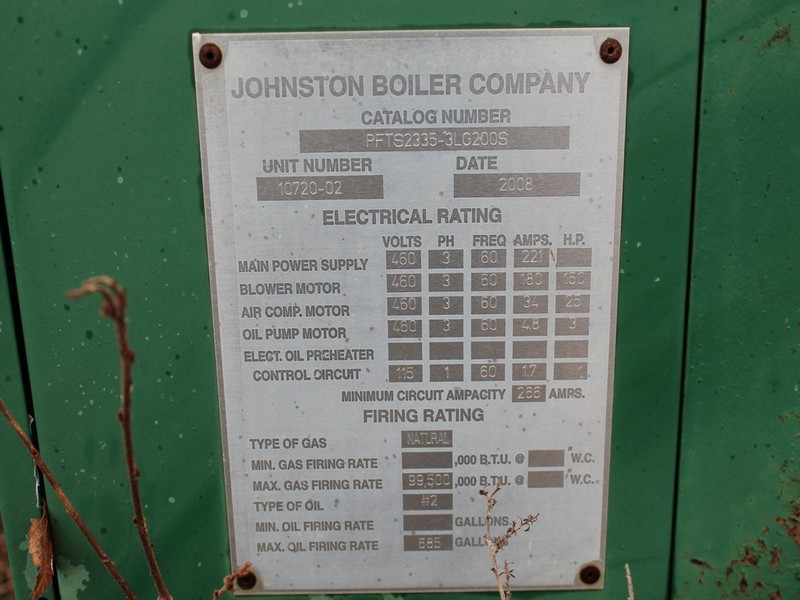 JOHNSTON BOILER COMPANY
CATALOG NUMBER
PFTS2335-3LG200S
UNIT NUMBER DATE
10720-02 2008
ELECTRICAL RATING
VOLTS PH FREQ AMPS. H.P.
MAIN POWER SUPPLY 460 3 60 221
BLOWER MOTOR 460 3 60 180 150
AIR COMP. MOTOR 460 3 60 34 25
OIL PUMP MOTOR 460 3 60 4.8 3
ELECT. OIL PREHEATER
CONTROL CIRCUIT 115 1 60 1.7
MINIMUM CIRCUIT AMPACITY 266 AMPS.
FIRING RATING
TYPE OF GAS NATURAL
MIN. GAS FIRING RATE ,000 B.T.U. @ "W.C.
MAX. GAS FIRING RATE 99,500 ,000 B.T.U. @ "W.C.
TYPE OF OIL #2
MIN. OIL FIRING RATE GALLONS
MAX. OIL FIRING RATE 685